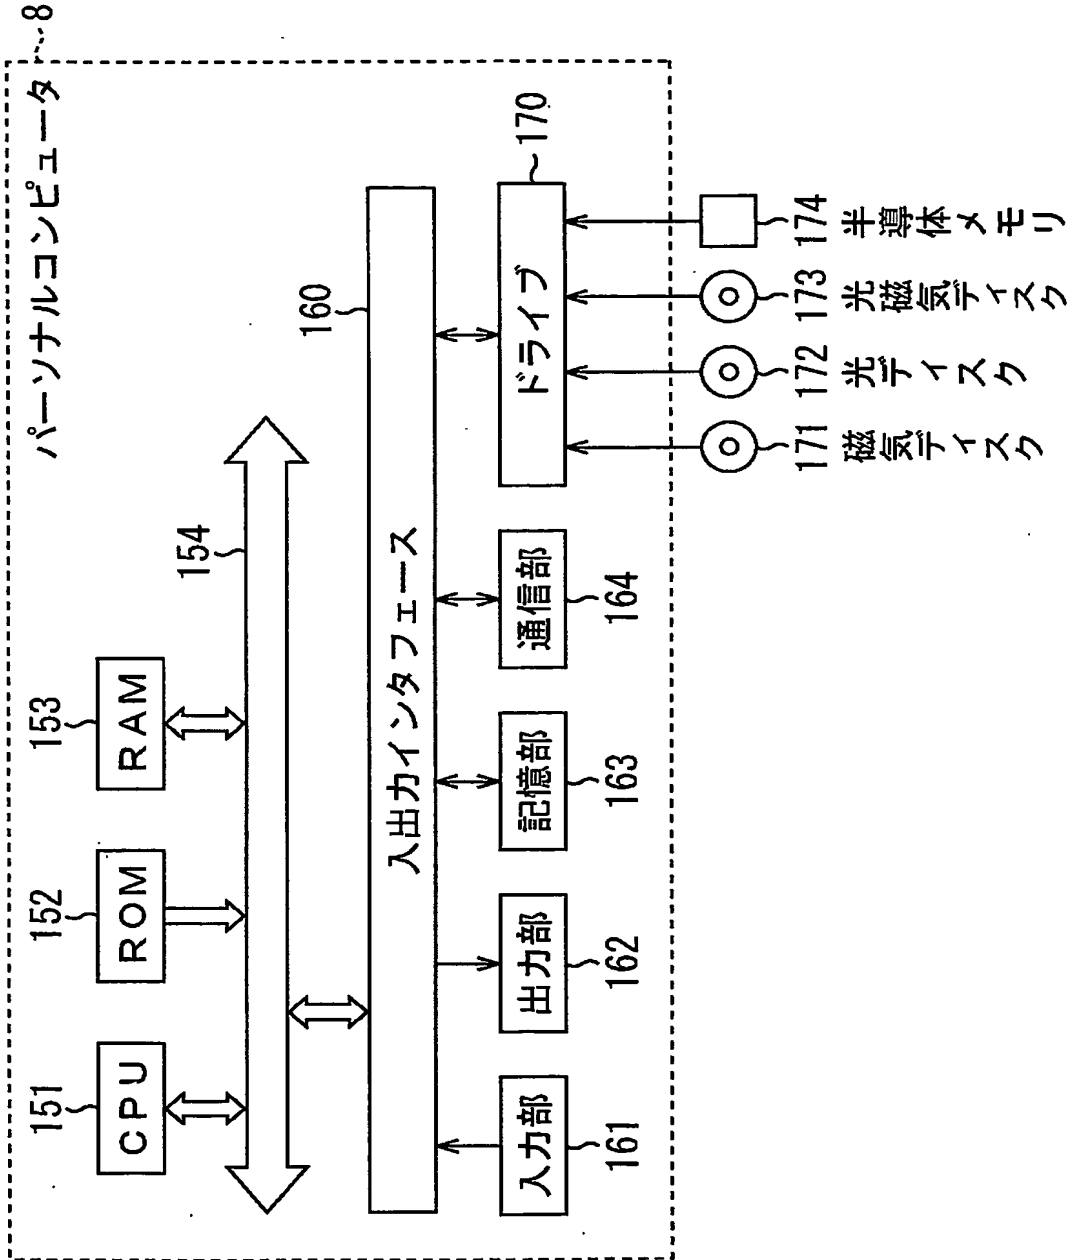 パーソナルコンピュータ 8
151
CPU
152
ROM
153
RAM
154
160
入出力インタフェース
入力部
161
出力部
162
記憶部
163
通信部
164
ドライブ
170
171
磁気ディスク
172
光ディスク
173
光磁気ディスク
174
半導体メモリ